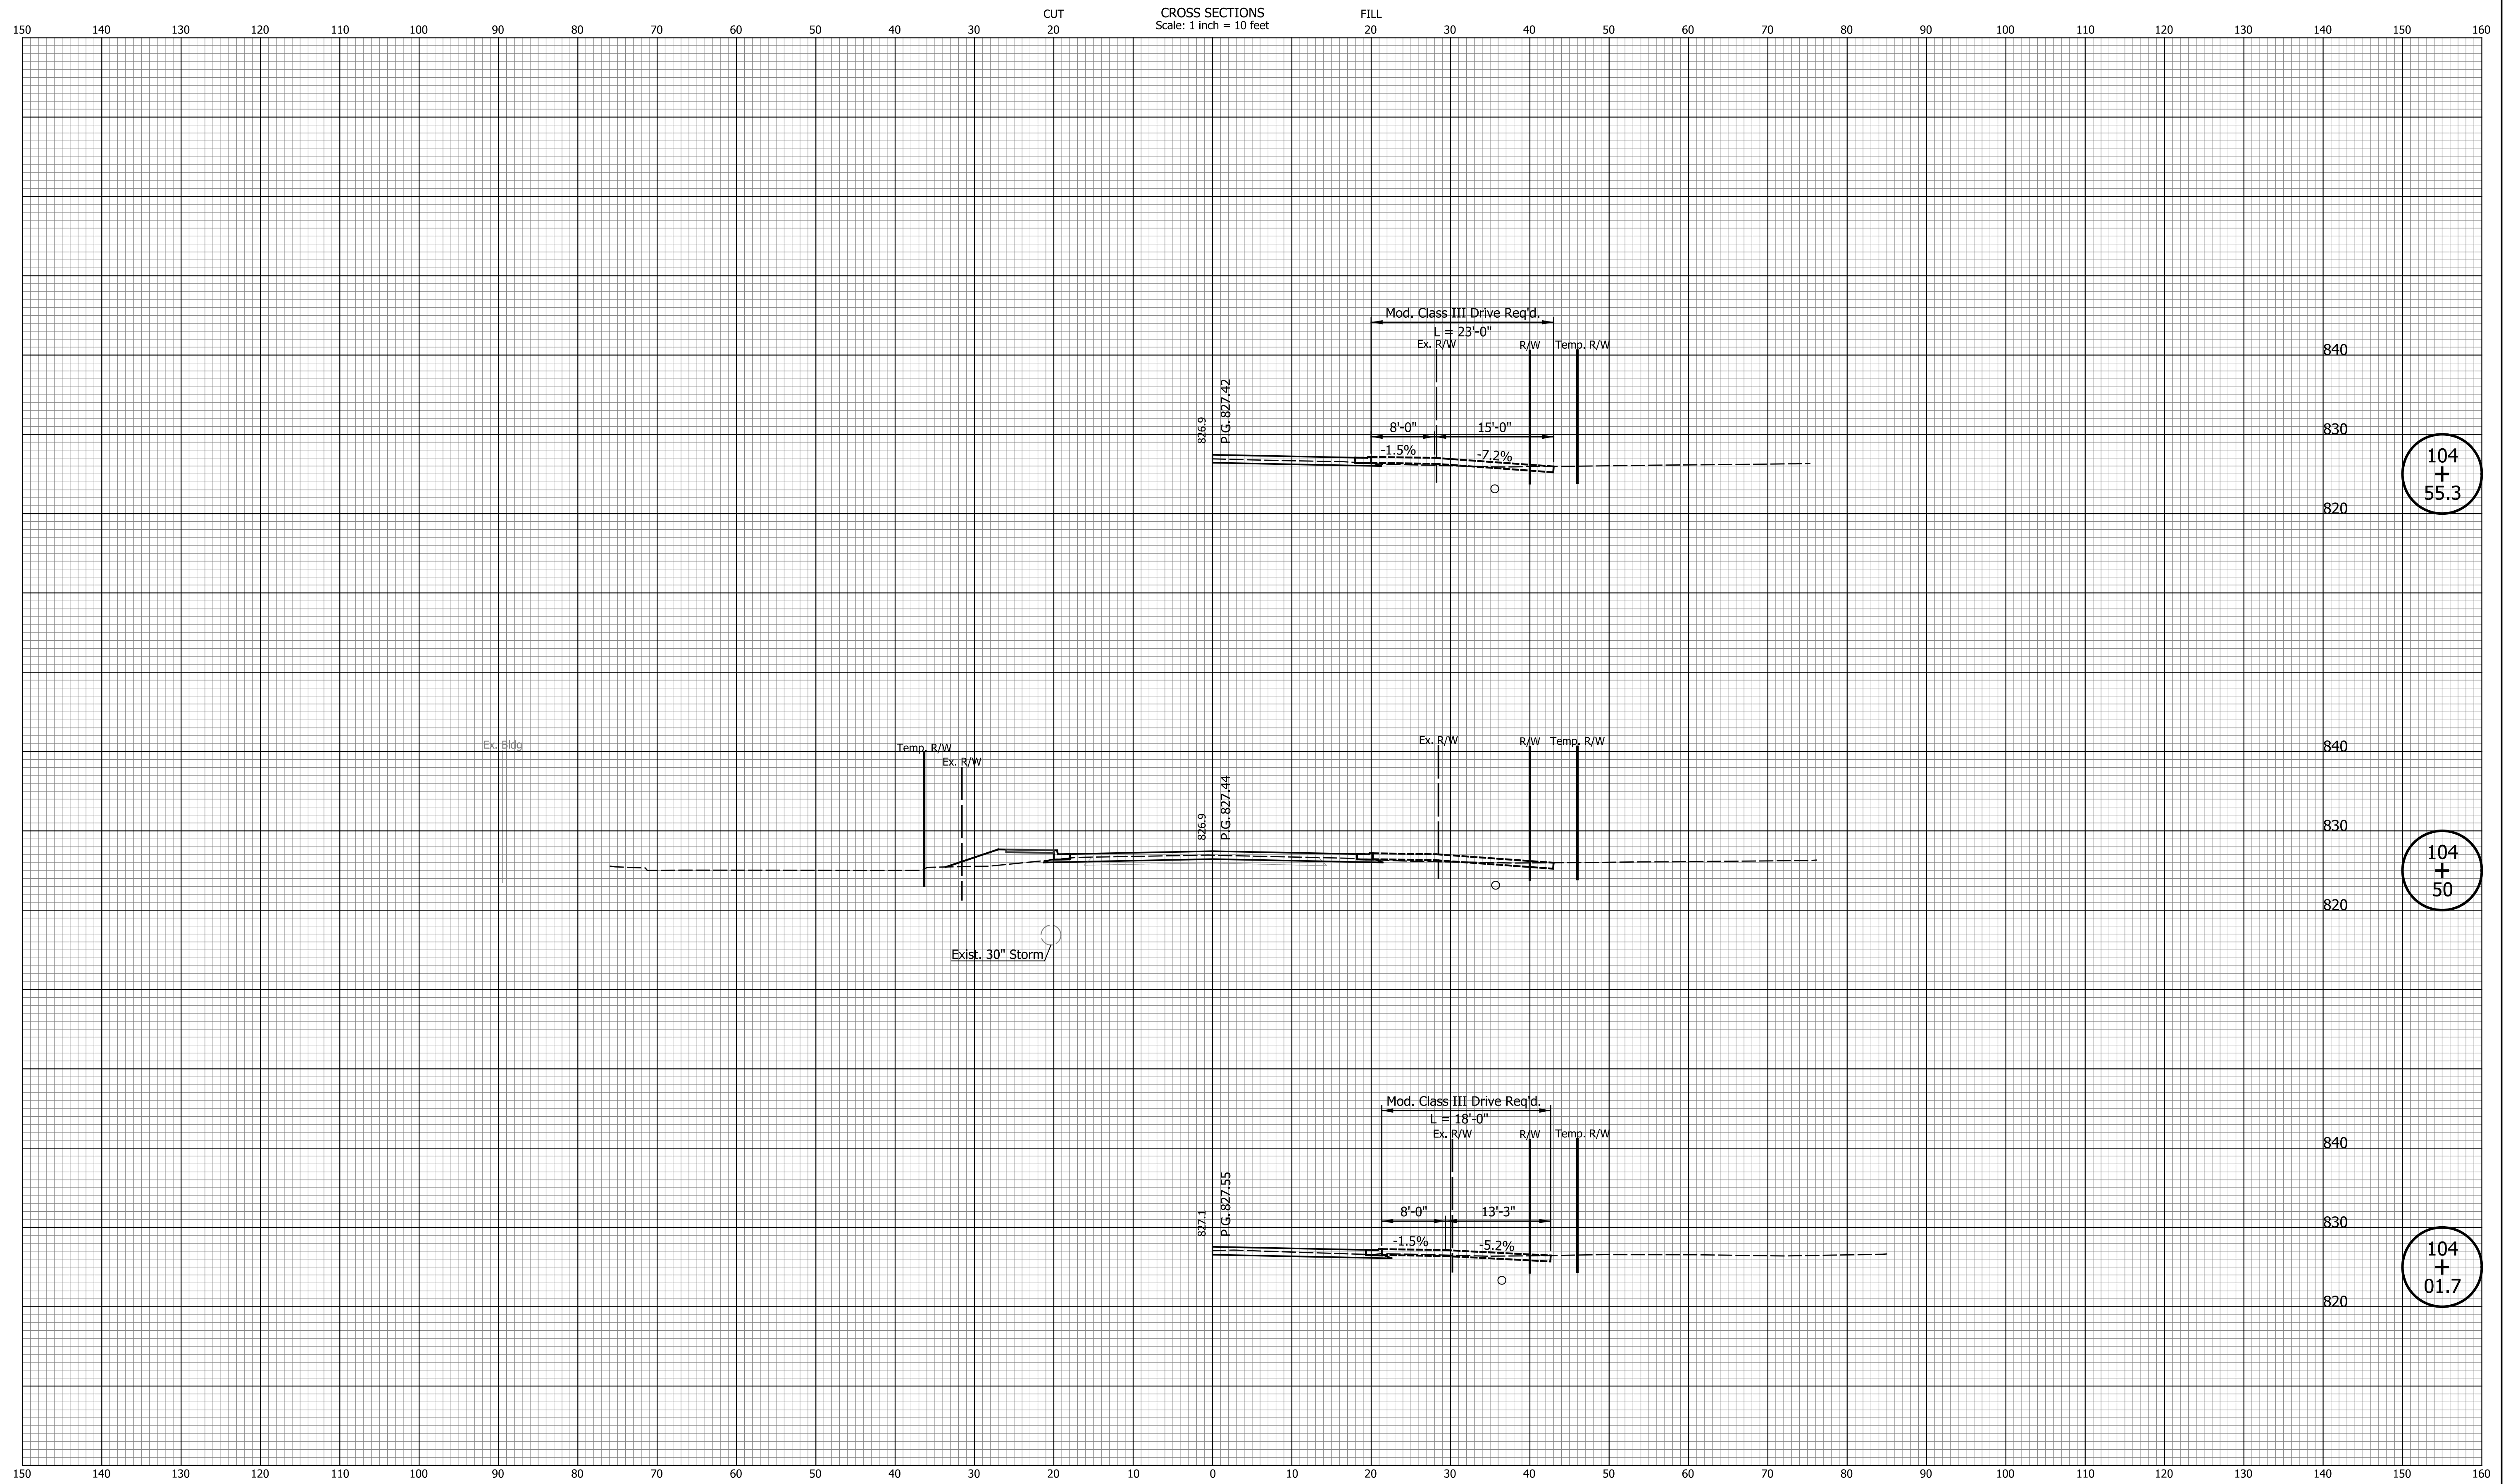 CUT CROSS SECTIONS FILL
Scale: 1 inch = 10 feet
150 140 130 120 110 100 90 80 70 60 50 40 30 20 10 0 10 20 30 40 50 60 70 80 90 100 110 120 130 140 150 160
Mod. Class III Drive Req'd.
L = 23'-0"
Ex. R/W R/W Temp. R/W
840
826.9
P.G. 827.42
8'-0" 15'-0"
830
-1.5% -7.2%
104
+
55.3
820
Ex. Bldg
Temp. R/W
Ex. R/W
Ex. R/W R/W Temp. R/W
840
826.9
P.G. 827.44
830
104
+
50
820
Exist. 30" Storm
Mod. Class III Drive Req'd.
L = 18'-0"
Ex. R/W R/W Temp. R/W
840
827.1
P.G. 827.55
8'-0" 13'-3"
830
-1.5% -5.2%
104
+
01.7
820
150 140 130 120 110 100 90 80 70 60 50 40 30 20 10 0 10 20 30 40 50 60 70 80 90 100 110 120 130 140 150 160